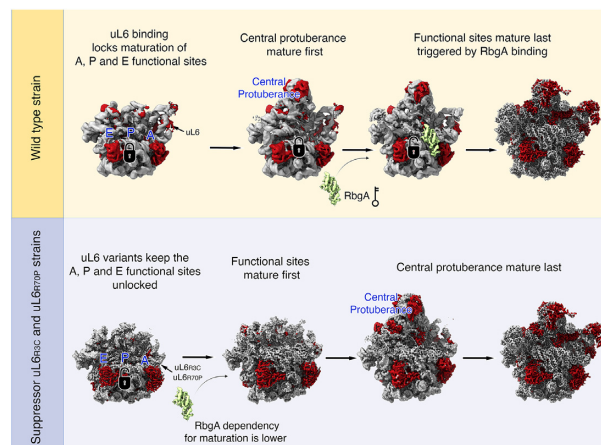 Wild type strain
uL6 binding
locks maturation of
A, P and E functional sites
Central protuberance
mature first
Functional sites mature last
triggered by RbgA binding
Central
Protuberance
E P A
uL6
RbgA
Suppressor uL6R3C and uL6R70P strains
uL6 variants keep the
A, P and E functional sites
unlocked
Functional sites
mature first
Central protuberance mature last
Central
Protuberance
E P A
uL6R3C
uL6R70P
RbgA dependency
for maturation is lower